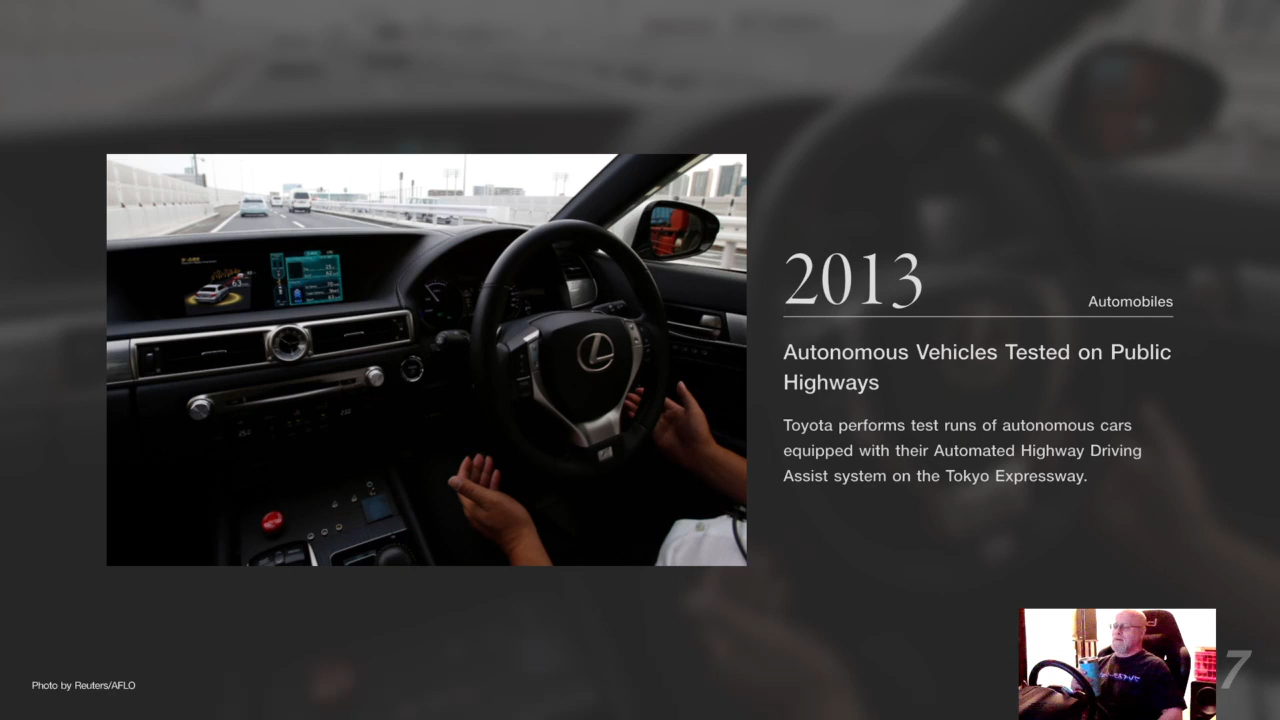 2013
Automobiles
Autonomous Vehicles Tested on Public
Highways
Toyota performs test runs of autonomous cars
equipped with their Automated Highway Driving
Assist system on the Tokyo Expressway.
Photo by Reuters/AFLO
7